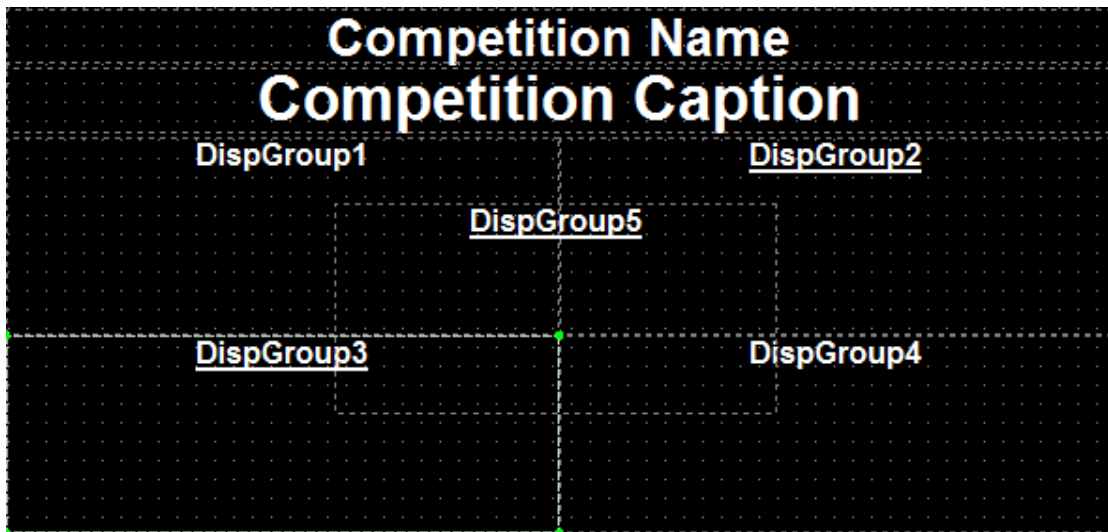 Competition Name
Competition Caption
DispGroup1
DispGroup2
DispGroup5
DispGroup3
DispGroup4